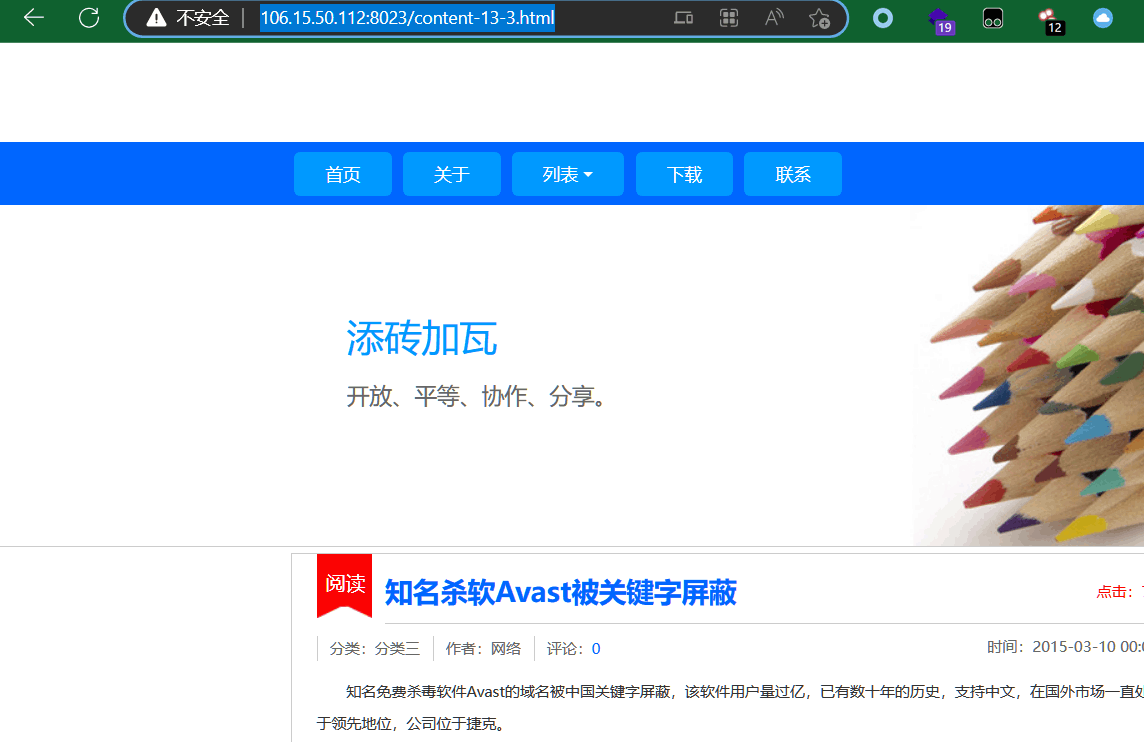 不安全 106.15.50.112:8023/content-13-3.html
19
12
首页 关于 列表 下载 联系
添砖加瓦
开放、平等、协作、分享。
阅读
知名杀软Avast被关键字屏蔽
点击:
分类：分类三 作者：网络 评论：0
时间：2015-03-10 00:
知名免费杀毒软件Avast的域名被中国关键字屏蔽，该软件用户量过亿，已有数十年的历史，支持中文，在国外市场一直处
于领先地位，公司位于捷克。